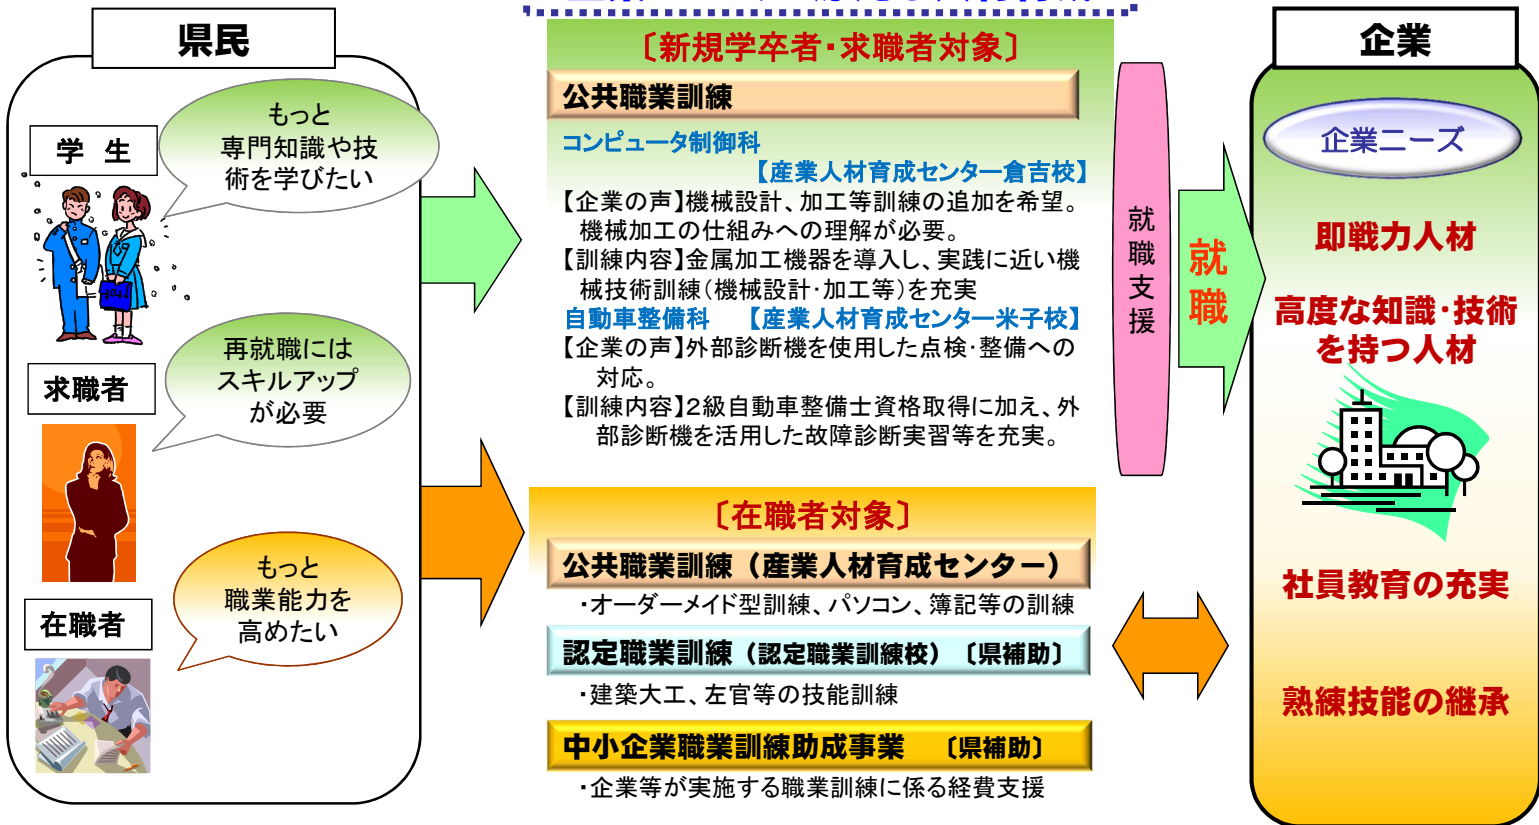 県民
学 生
もっと
専門知識や技
術を学びたい
求職者
再就職には
スキルアップ
が必要
在職者
もっと
職業能力を
高めたい
〔新規学卒者・求職者対象〕
公共職業訓練
コンピュータ制御科
【産業人材育成センター倉吉校】
【企業の声】機械設計、加工等訓練の追加を希望。
機械加工の仕組みへの理解が必要。
【訓練内容】金属加工機器を導入し、実践に近い機
械技術訓練(機械設計・加工等)を充実
自動車整備科 【産業人材育成センター米子校】
【企業の声】外部診断機を使用した点検・整備への
対応。
【訓練内容】2級自動車整備士資格取得に加え、外
部診断機を活用した故障診断実習等を充実。
〔在職者対象〕
公共職業訓練（産業人材育成センター）
・オーダーメイド型訓練、パソコン、簿記等の訓練
認定職業訓練（認定職業訓練校）〔県補助〕
・建築大工、左官等の技能訓練
中小企業職業訓練助成事業 〔県補助〕
・企業等が実施する職業訓練に係る経費支援
就職支援
就職
企業
企業ニーズ
即戦力人材
高度な知識・技術
を持つ人材
社員教育の充実
熟練技能の継承